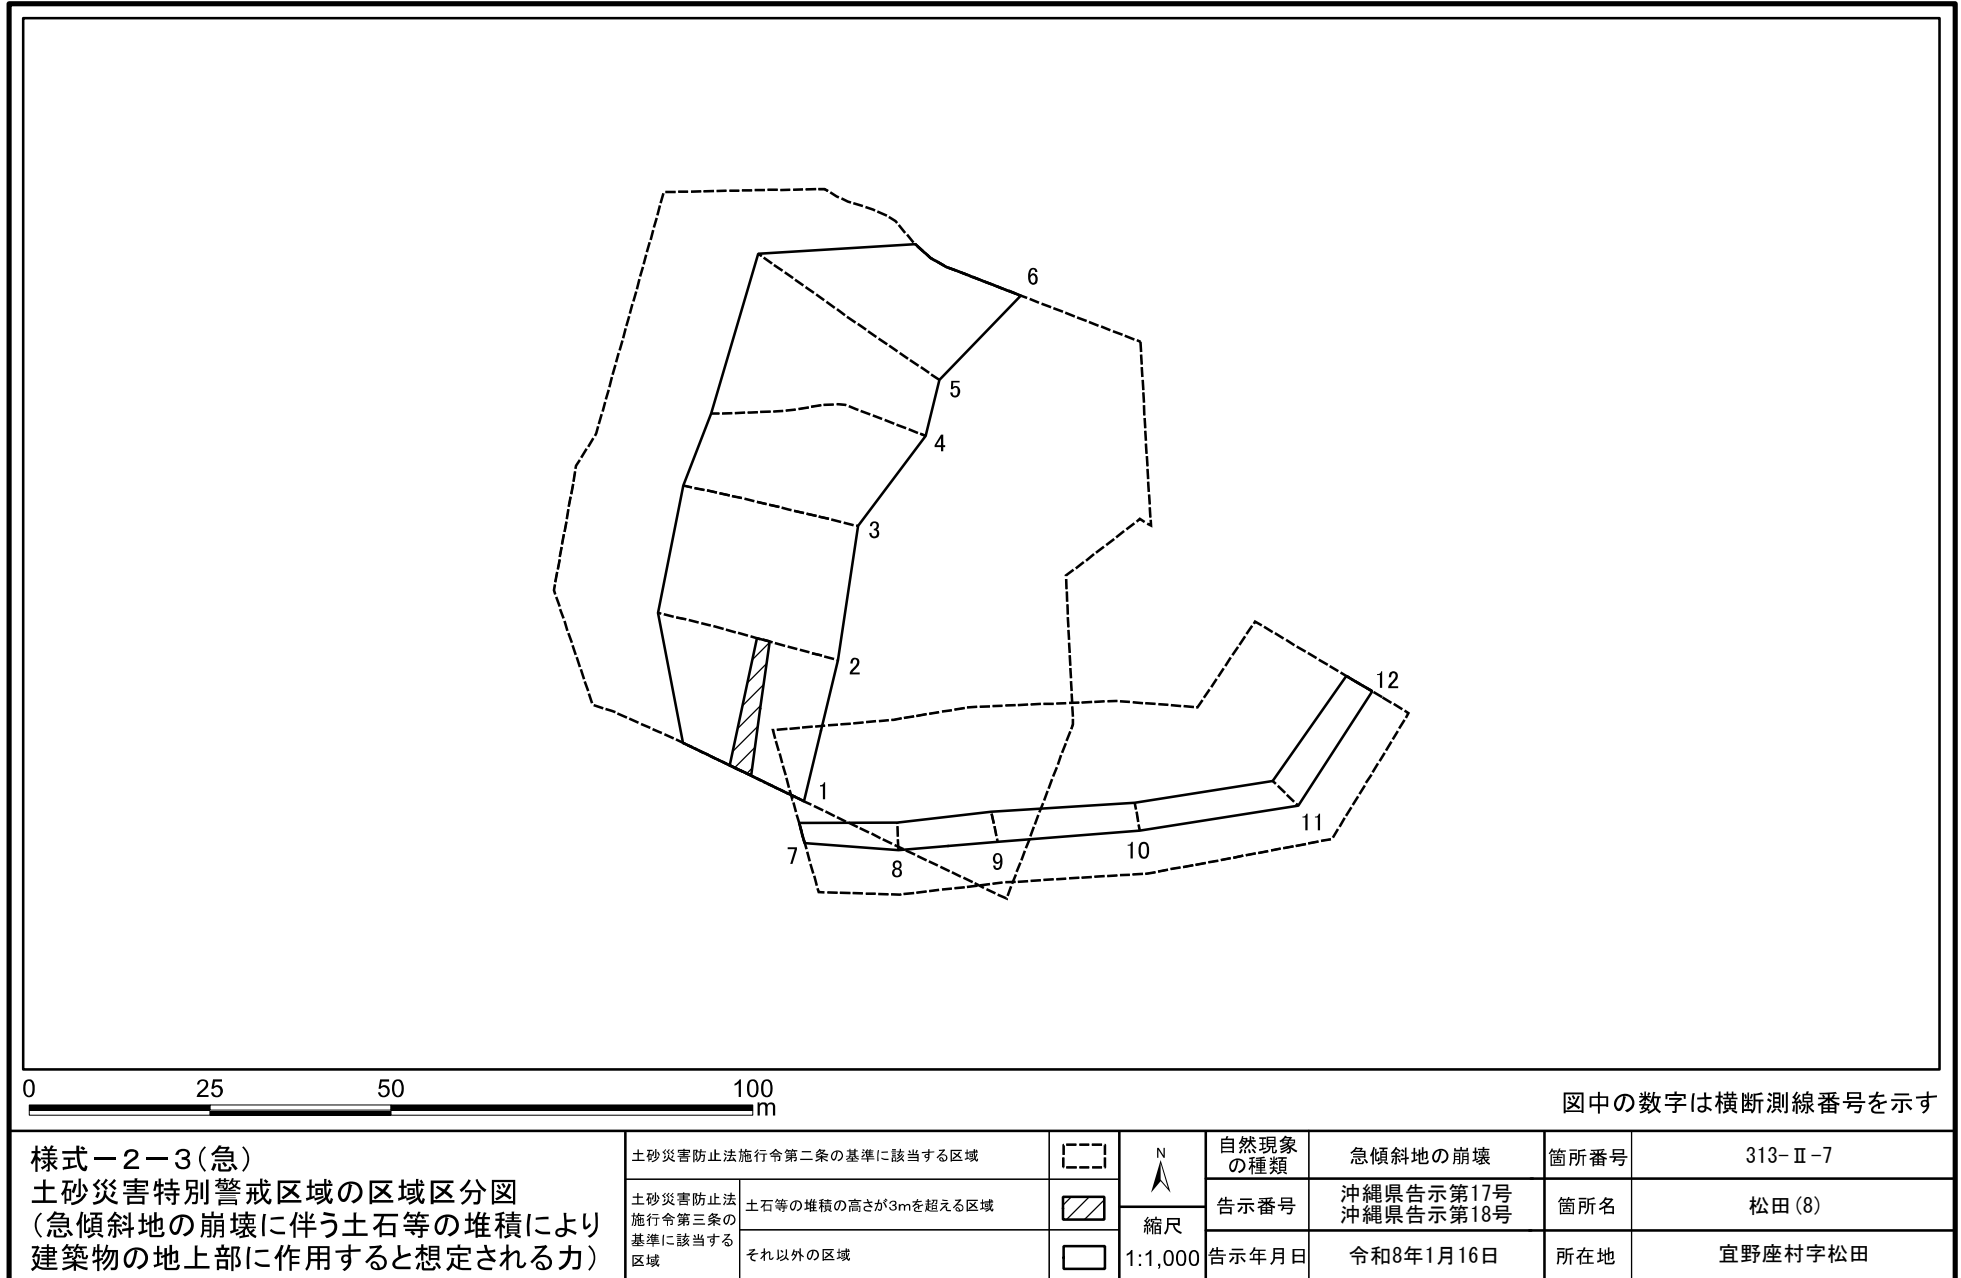 6
5
4
3
2
12
1
11
7
8
9
10
0 25 50 100
m
図中の数字は横断測線番号を示す
様式－２－３(急)
土砂災害特別警戒区域の区域区分図
(急傾斜地の崩壊に伴う土石等の堆積により
建築物の地上部に作用すると想定される力)
土砂災害防止法施行令第二条の基準に該当する区域
土砂災害防止法
施行令第三条の
基準に該当する
区域
土石等の堆積の高さが3mを超える区域
それ以外の区域
N
縮尺
1:1,000
自然現象
の種類
急傾斜地の崩壊
箇所番号
313-Ⅱ-7
告示番号
沖縄県告示第17号
沖縄県告示第18号
箇所名
松田(8)
告示年月日
令和8年1月16日
所在地
宜野座村字松田